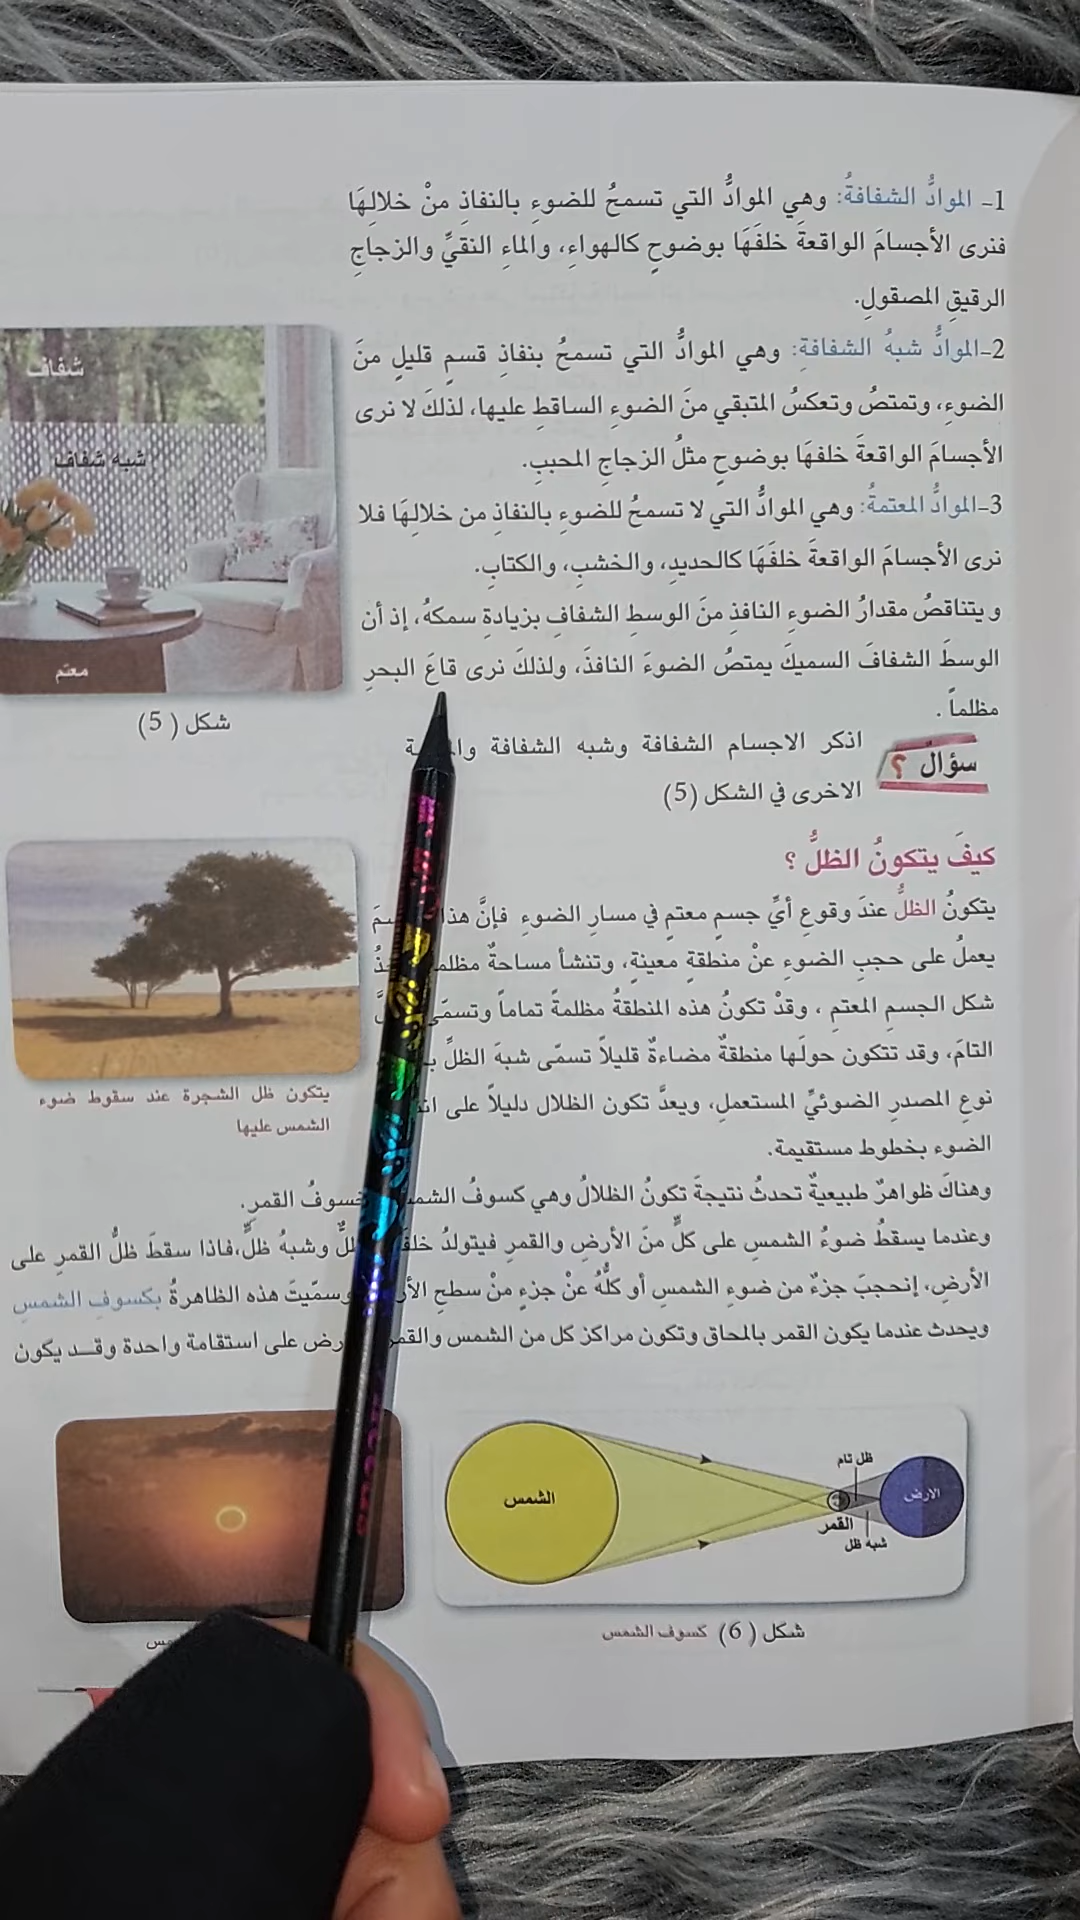 1- الموادُّ الشفافةُ: وهي الموادُّ التي تسمحُ للضوءِ بالنفاذِ منْ خلالِهَا
فنرى الأجسامَ الواقعةَ خلفَهَا بوضوحٍ كالهواءِ، والماءِ النقيِّ والزجاجِ
الرقيقِ المصقولِ.
2-الموادُّ شبهُ الشفافةِ: وهي الموادُّ التي تسمحُ بنفاذِ قسمٍ قليلٍ منَ
الضوءِ، وتمتصُ وتعكسُ المتبقي منَ الضوءِ الساقطِ عليها، لذلكَ لا نرى
الأجسامَ الواقعةَ خلفهَا بوضوحٍ مثلُ الزجاجِ المحببِ.
3-الموادُّ المعتمةُ: وهي الموادُّ التي لا تسمحُ للضوءِ بالنفاذِ من خلالِهَا فلا
نرى الأجسامَ الواقعةَ خلفَهَا كالحديدِ، والخشبِ، والكتابِ.
ويتناقصُ مقدارُ الضوءِ النافذِ منَ الوسطِ الشفافِ بزيادةِ سمكهُ، إذ أن
الوسطَ الشفافَ السميكَ يمتصُ الضوءَ النافذَ، ولذلكَ نرى قاعَ البحرِ
مظلماً .
شفاف
شبه شفاف
معتم
شكل ( 5)
سؤال ؟
اذكر الاجسام الشفافة وشبه الشفافة
الاخرى في الشكل (5)
كيفَ يتكونُ الظلُّ ؟
يتكونُ الظلُّ عندَ وقوعِ أيِّ جسمٍ معتمٍ في مسارِ الضوءِ فإنَّ هذا
يعملُ على حجبِ الضوءِ عنْ منطقةٍ معينةٍ، وتنشأ مساحةٌ
شكل الجسمِ المعتمِ ، وقدْ تكونُ هذه المنطقةُ مظلمةً تماماً
التامَ، وقد تتكون حولَها منطقةٌ مضاءةٌ قليلاً تسمّى شبهَ الظلِّ
نوعِ المصدرِ الضوئيِّ المستعملِ، ويعدَّ تكون الظلال دليلاً على
الضوء بخطوط مستقيمة.
يتكون ظل الشجرة عند سقوط ضوء
الشمس عليها
وهناكَ ظواهرٌ طبيعيةٌ تحدثُ نتيجةَ تكونُ الظلالُ وهي كسوفُ القمرِ.
وعندما يسقطُ ضوءُ الشمسِ على كلٍّ منَ الأرضِ والقمرِ فيتولدُ وشبهُ ظلٍّ،فاذا سقطَ ظلُّ القمرِ على
الأرضِ، إنحجبَ جزءٌ من ضوءِ الشمسِ أو كلُّهُ عنْ جزءٍ منْ سطحِ وسمّيتَ هذه الظاهرةُ بكسوفِ الشمسِ
ويحدث عندما يكون القمر بالمحاق وتكون مراكز كل من الشمس على استقامة واحدة وقد يكون
الشمس
ظل تام
الارض
القمر
شبه ظل
شكل ( 6) كسوف الشمس